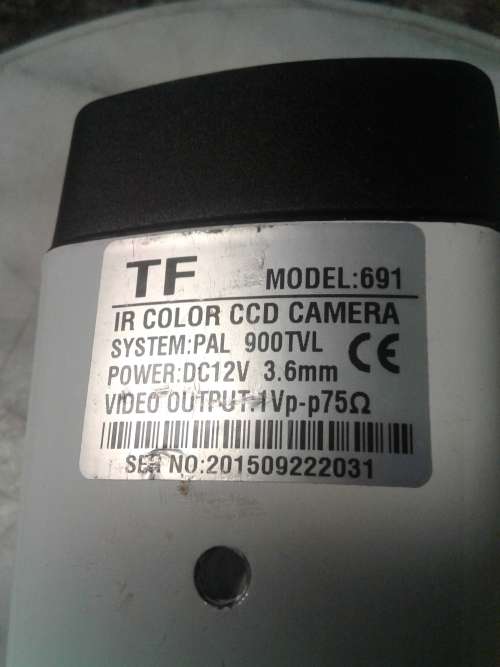 TF MODEL:691
IR COLOR CCD CAMERA
SYSTEM:PAL 900TVL CE
POWER:DC12V 3.6mm
VIDEO OUTPUT:1Vp-p75Ω
SER NO:201509222031